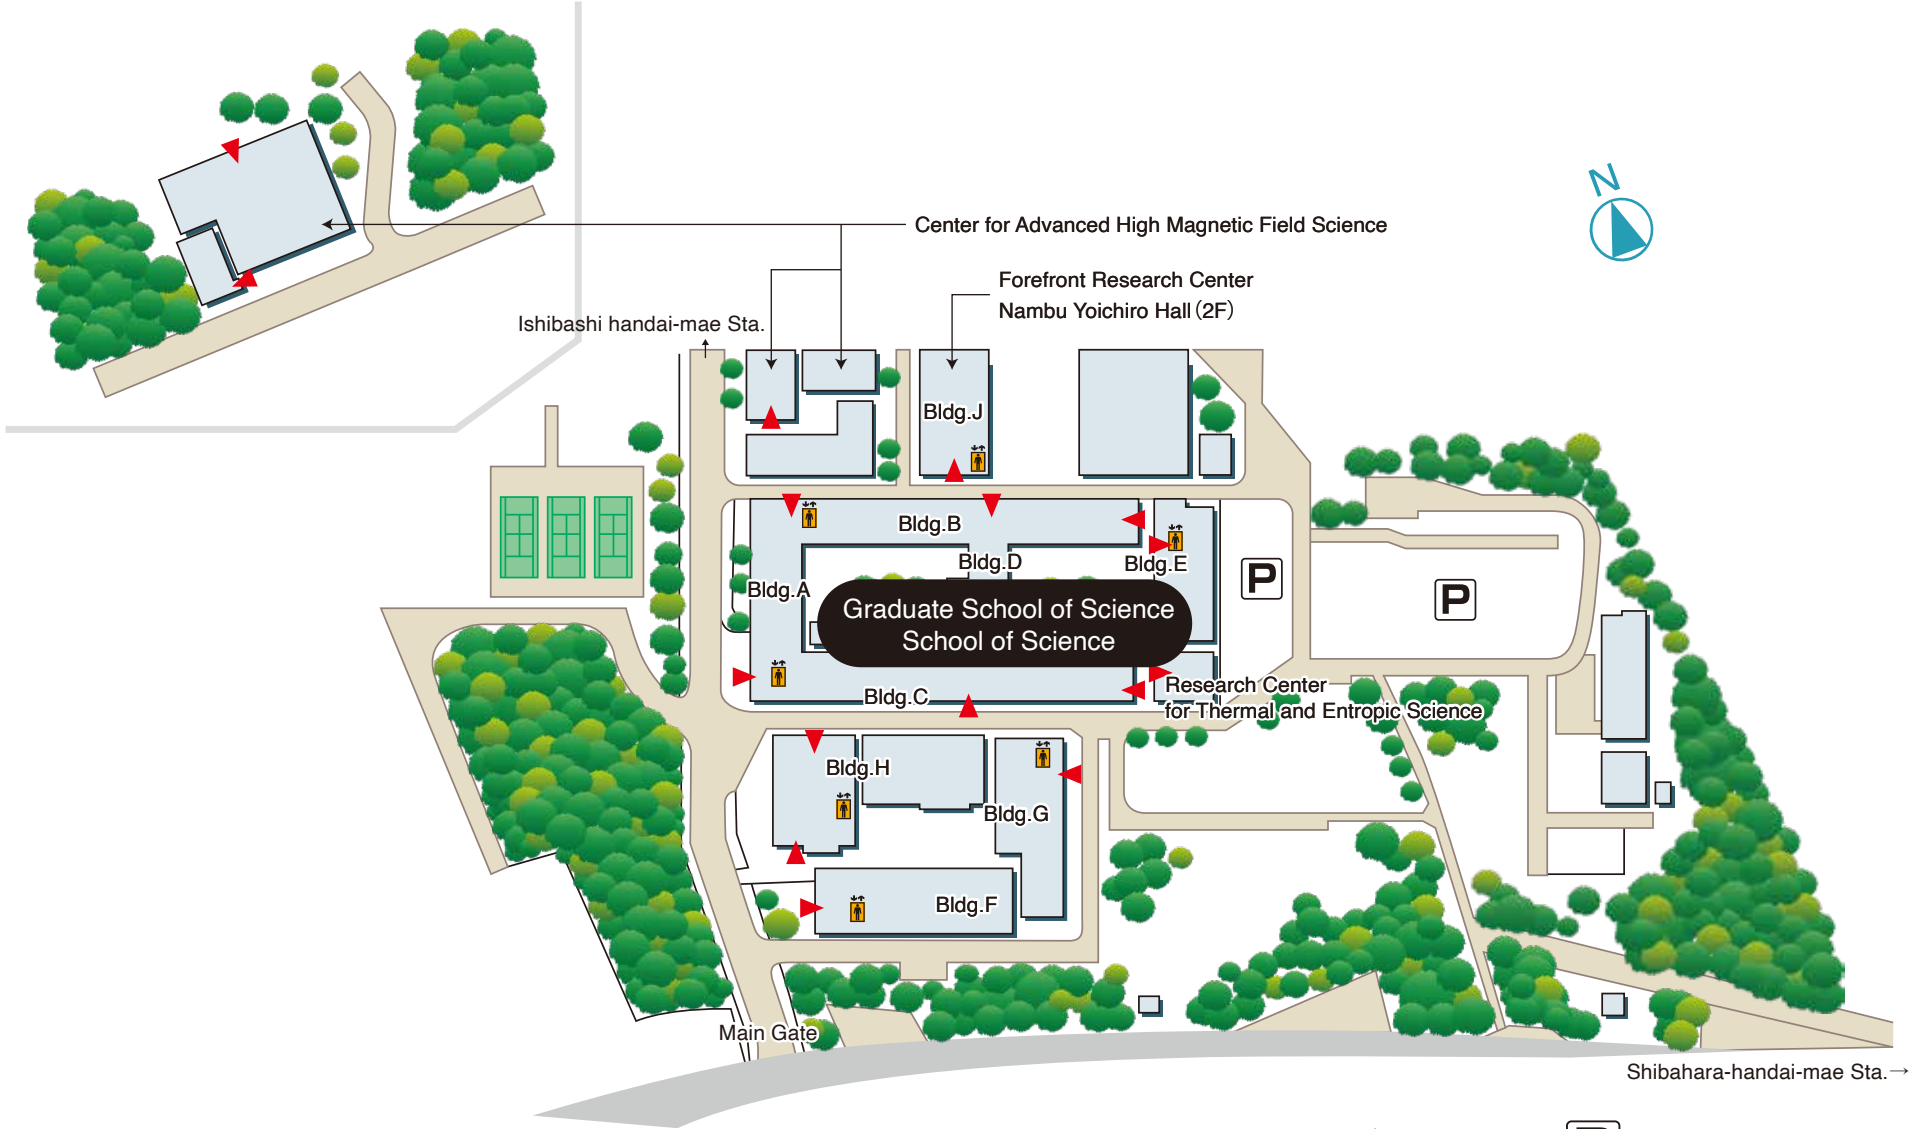 N
Center for Advanced High Magnetic Field Science
Forefront Research Center
Nambu Yoichiro Hall (2F)
Ishibashi handai-mae Sta.
Bldg.J
Bldg.B
Bldg.D
Bldg.E
Bldg.A
P
P
Graduate School of Science
School of Science
Bldg.C
Research Center
for Thermal and Entropic Science
Bldg.H
Bldg.G
Bldg.F
Main Gate
Shibahara-handai-mae Sta.→